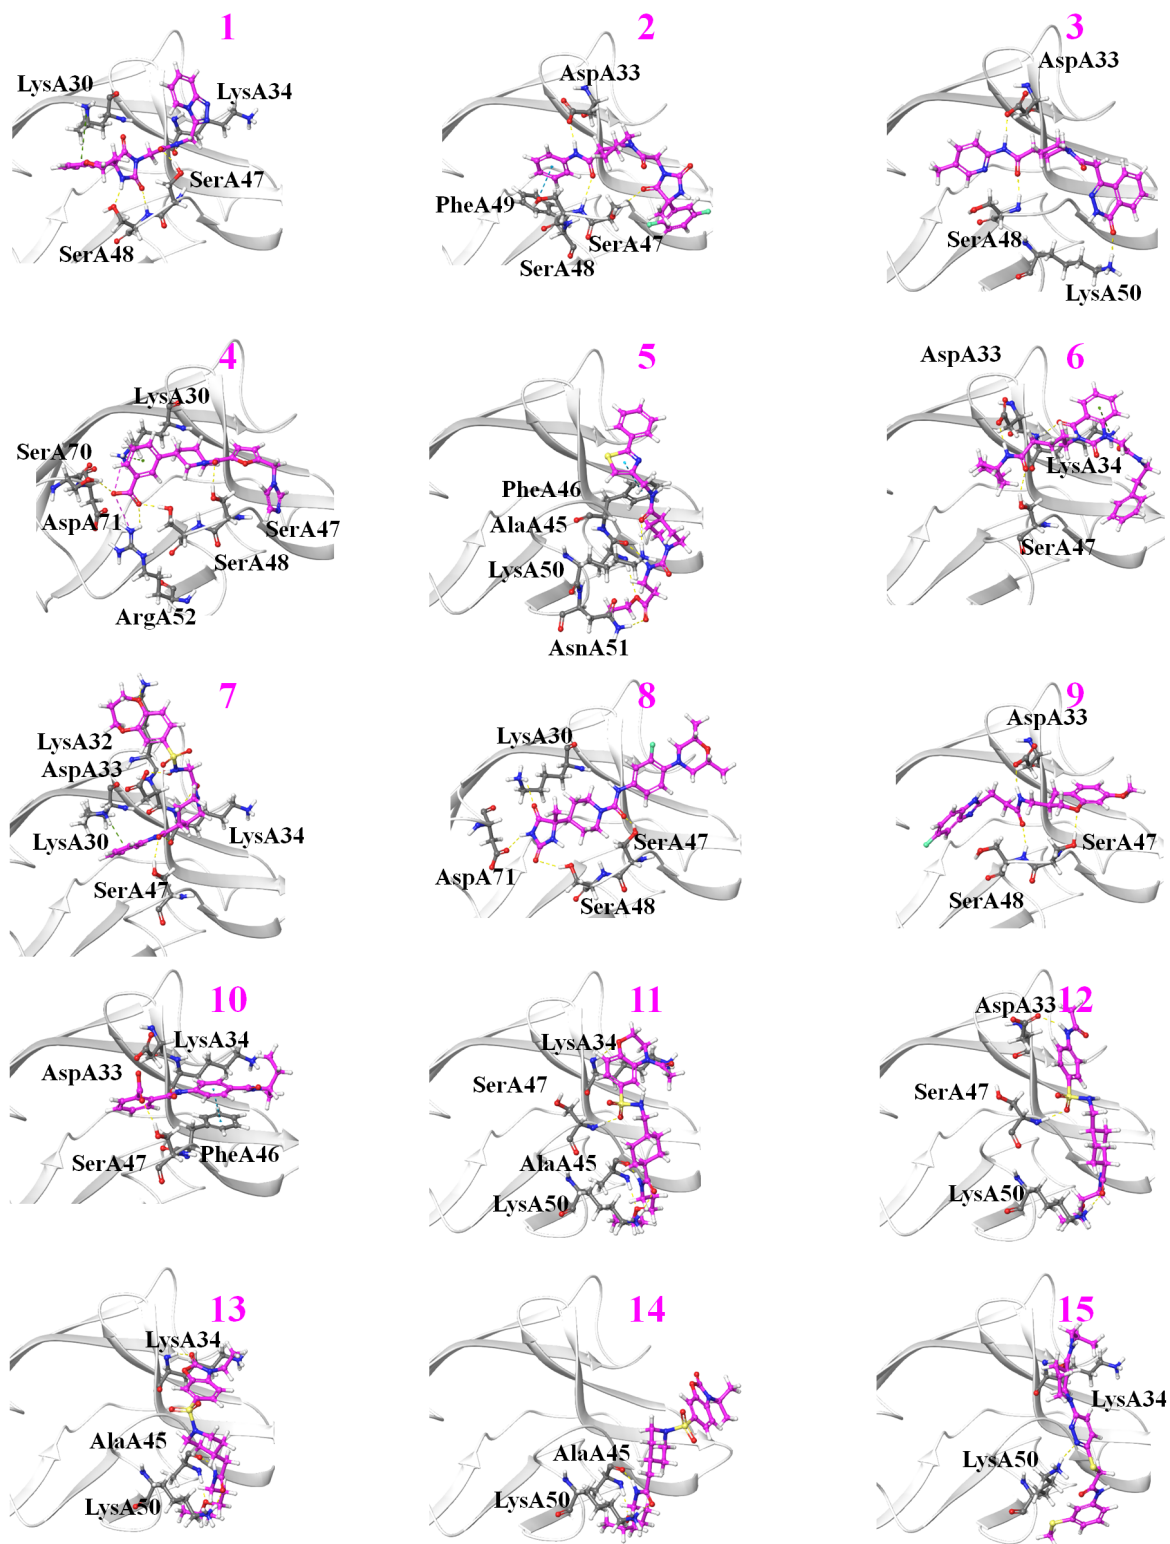 1
LysA30
LysA34
SerA47
SerA48
2
AspA33
PheA49
SerA47
SerA48
3
AspA33
SerA48
LysA50
4
LysA30
SerA70
AspA71
SerA47
SerA48
ArgA52
5
PheA46
AlaA45
LysA50
AsnA51
6
AspA33
LysA34
SerA47
7
LysA32
AspA33
LysA30
LysA34
SerA47
8
LysA30
SerA47
AspA71
SerA48
9
AspA33
SerA47
SerA48
10
LysA34
AspA33
SerA47
PheA46
11
LysA34
SerA47
AlaA45
LysA50
12
AspA33
SerA47
LysA50
13
LysA34
AlaA45
LysA50
14
AlaA45
LysA50
15
LysA34
LysA50